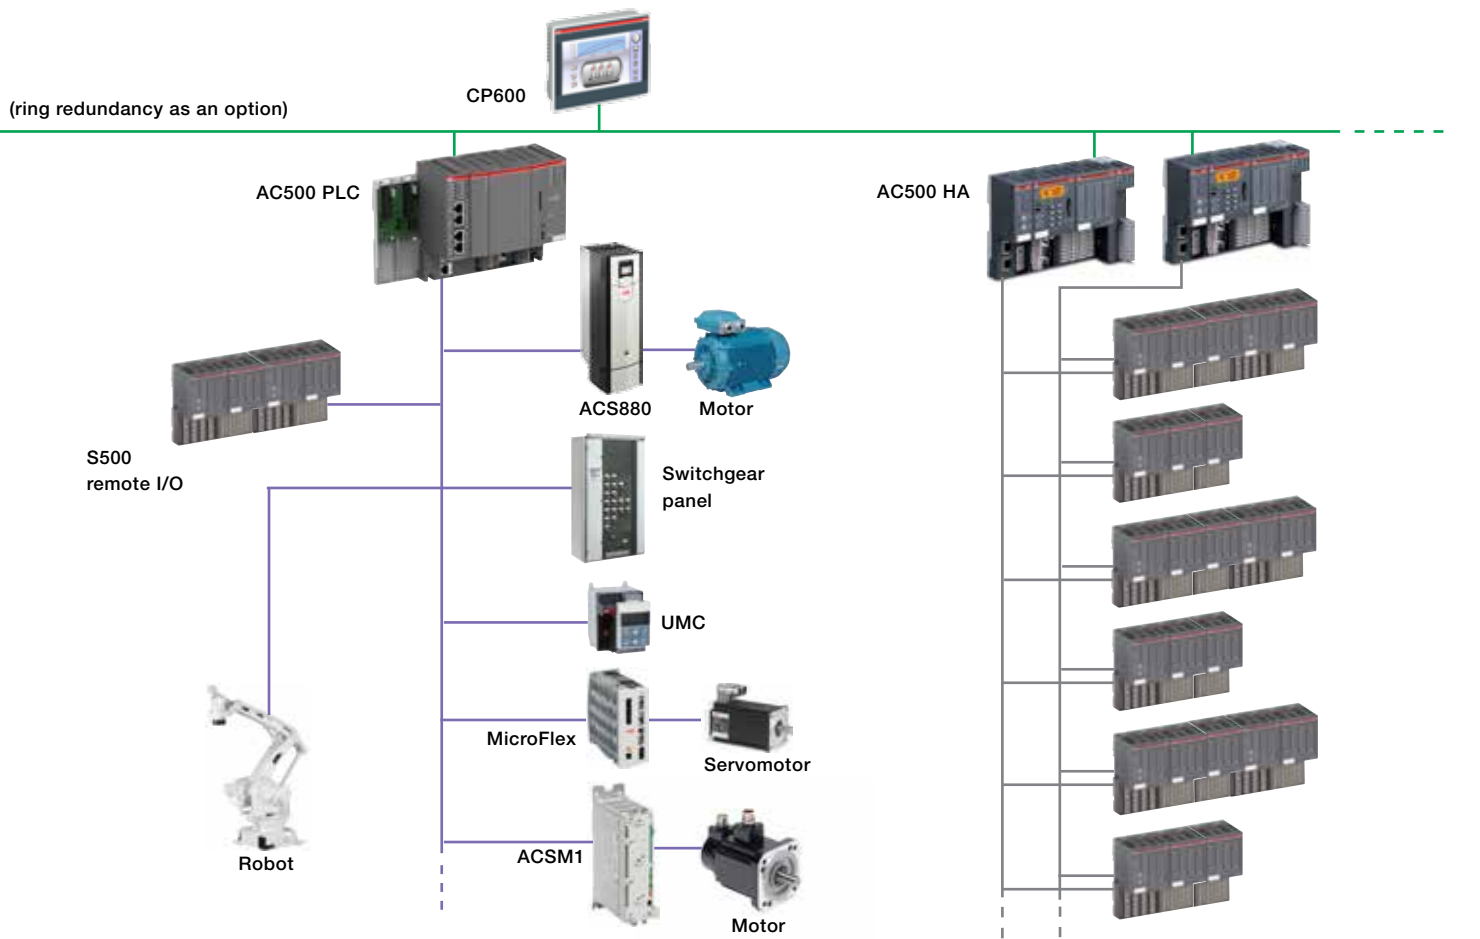 CP600
(ring redundancy as an option)
AC500 PLC
AC500 HA
ACS880
Motor
S500
remote I/O
Switchgear
panel
UMC
MicroFlex
Servomotor
ACSM1
Robot
Motor